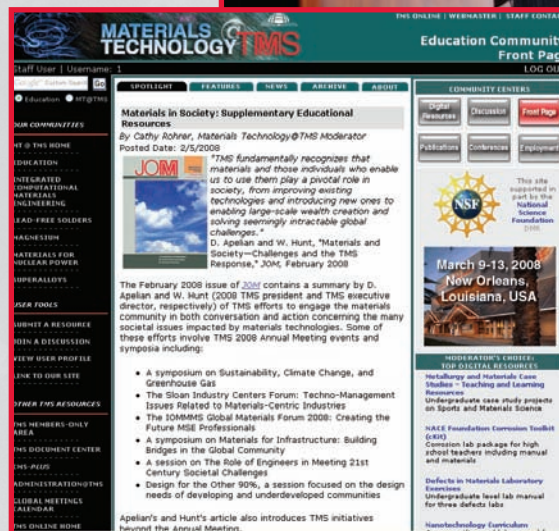 TMS ONLINE | WEBMASTER | STAFF CONTA
MATERIALS
TECHNOLOGY TMS
Education Community
Front Pag
Staff User | Username: 1
LOG OU
Go
Education MT@TMS
OUR COMMUNITIES
MT @ TMS HOME
EDUCATION
INTEGRATED
COMPUTATIONAL
MATERIALS
ENGINEERING
LEAD-FREE SOLDERS
MAGNESIUM
MATERIALS FOR
NUCLEAR POWER
SUPERALLOYS
USER TOOLS
SUBMIT A RESOURCE
JOIN A DISCUSSION
VIEW USER PROFILE
LINK TO OUR SITE
OTHER TMS RESOURCES
TMS MEMBERS-ONLY
AREA
TMS DOCUMENT CENTER
TMS-PLUS
ADMINISTRATION@TMS
GLOBAL MEETINGS
CALENDAR
TMS ONLINE HOME
SPOTLIGHT FEATURES NEWS ARCHIVE ABOUT
Materials in Society: Supplementary Educational
Resources
By Cathy Rohrer, Materials Technology@TMS Moderator
Posted Date: 2/5/2008
JOM
"TMS fundamentally recognizes that
materials and those individuals who enable
us to use them play a pivotal role in
society, from improving existing
technologies and introducing new ones to
enabling large-scale wealth creation and
solving seemingly intractable global
challenges."
D. Apelian and W. Hunt, "Materials and
Society—Challenges and the TMS
Response," JOM, February 2008
The February 2008 issue of JOM contains a summary by D.
Apelian and W. Hunt (2008 TMS president and TMS executive
director, respectively) of TMS efforts to engage the materials
community in both conversation and action concerning the many
societal issues impacted by materials technologies. Some of
these efforts involve TMS 2008 Annual Meeting events and
symposia including:
• A symposium on Sustainability, Climate Change, and
Greenhouse Gas
• The Sloan Industry Centers Forum: Techno-Management
Issues Related to Materials-Centric Industries
• The IOMMMS Global Materials Forum 2008: Creating the
Future MSE Professionals
• A symposium on Materials for Infrastructure: Building
Bridges in the Global Community
• A session on The Role of Engineers in Meeting 21st
Century Societal Challenges
• Design for the Other 90%, a session focused on the design
needs of developing and undeveloped communities
Apelian's and Hunt's article also introduces TMS initiatives
beyond the Annual Meeting.
COMMUNITY CENTERS
Digital
Resources
Discussion
Front Page
Publications
Conferences
Employment
NSF
This site
supported in
part by the
National
Science
Foundation
DMR
March 9-13, 2008
New Orleans,
Louisiana, USA
MODERATOR'S CHOICE:
TOP DIGITAL RESOURCES
Metallurgy and Materials Case
Studies - Teaching and Learning
Resources
Undergraduate case study projects
on Sports and Materials Science
NACE Foundation Corrosion Toolkit
(cKit)
Corrosion lab package for high
school teachers including manual
and materials
Defects in Materials Laboratory
Exercises
Undergraduate level lab manual
for three defects labs
Nanotechnology Curriculum